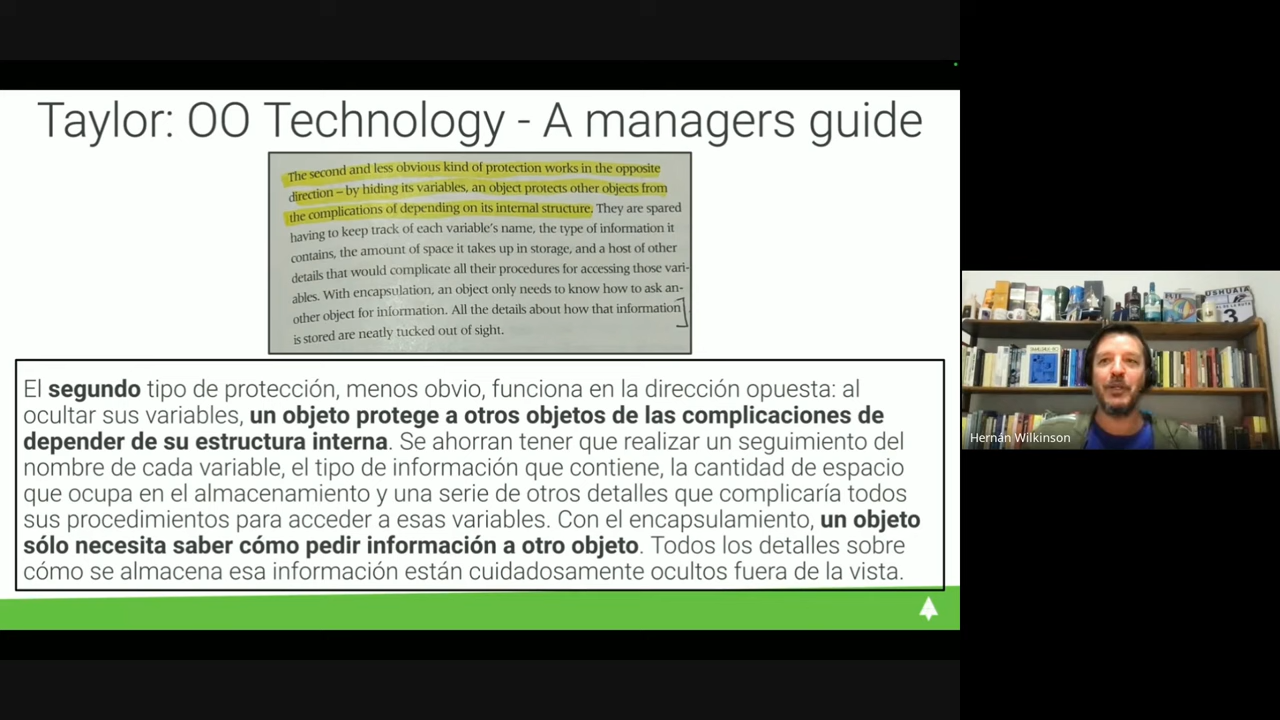 Taylor: OO Technology - A managers guide
The second and less obvious kind of protection works in the opposite
direction – by hiding its variables, an object protects other objects from
the complications of depending on its internal structure. They are spared
having to keep track of each variable's name, the type of information it
contains, the amount of space it takes up in storage, and a host of other
details that would complicate all their procedures for accessing those vari-
ables. With encapsulation, an object only needs to know how to ask an-
other object for information. All the details about how that information
is stored are neatly tucked out of sight.
El segundo tipo de protección, menos obvio, funciona en la dirección opuesta: al
ocultar sus variables, un objeto protege a otros objetos de las complicaciones de
depender de su estructura interna. Se ahorran tener que realizar un seguimiento del
nombre de cada variable, el tipo de información que contiene, la cantidad de espacio
que ocupa en el almacenamiento y una serie de otros detalles que complicaría todos
sus procedimientos para acceder a esas variables. Con el encapsulamiento, un objeto
sólo necesita saber cómo pedir información a otro objeto. Todos los detalles sobre
cómo se almacena esa información están cuidadosamente ocultos fuera de la vista.
USHUAIA
3
Hernán Wilkinson